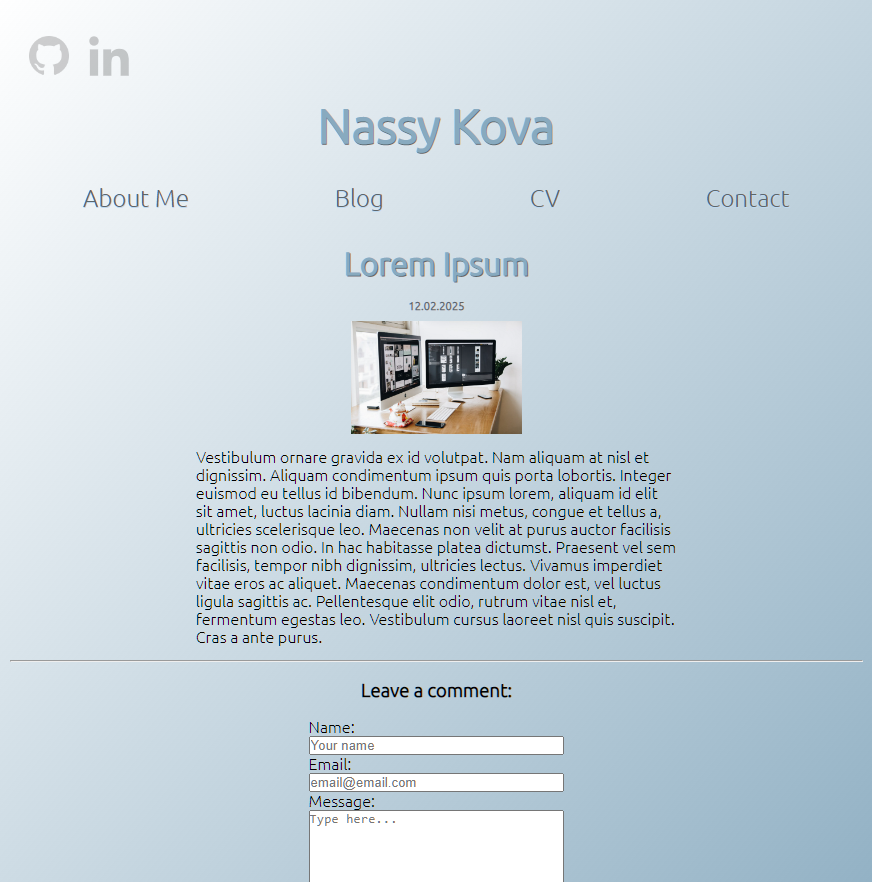 in
Nassy Kova
About Me Blog CV Contact
Lorem Ipsum
12.02.2025
Vestibulum ornare gravida ex id volutpat. Nam aliquam at nisl et
dignissim. Aliquam condimentum ipsum quis porta lobortis. Integer
euismod eu tellus id bibendum. Nunc ipsum lorem, aliquam id elit
sit amet, luctus lacinia diam. Nullam nisi metus, congue et tellus a,
ultricies scelerisque leo. Maecenas non velit at purus auctor facilisis
sagittis non odio. In hac habitasse platea dictumst. Praesent vel sem
facilisis, tempor nibh dignissim, ultricies lectus. Vivamus imperdiet
vitae eros ac aliquet. Maecenas condimentum dolor est, vel luctus
ligula sagittis ac. Pellentesque elit odio, rutrum vitae nisl et,
fermentum egestas leo. Vestibulum cursus laoreet nisl quis suscipit.
Cras a ante purus.
Leave a comment:
Name:
Your name
Email:
email@email.com
Message:
Type here...